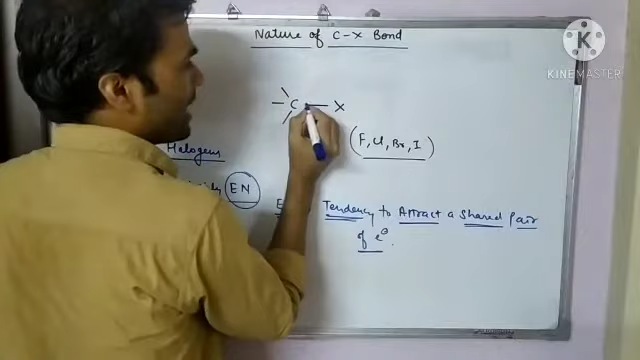 Nature of C-X Bond
KINEMASTER
C — X
Halogens
(F, Cl, Br, I)
EN
Tendency to Attract a Shared Pair
of e⊖.